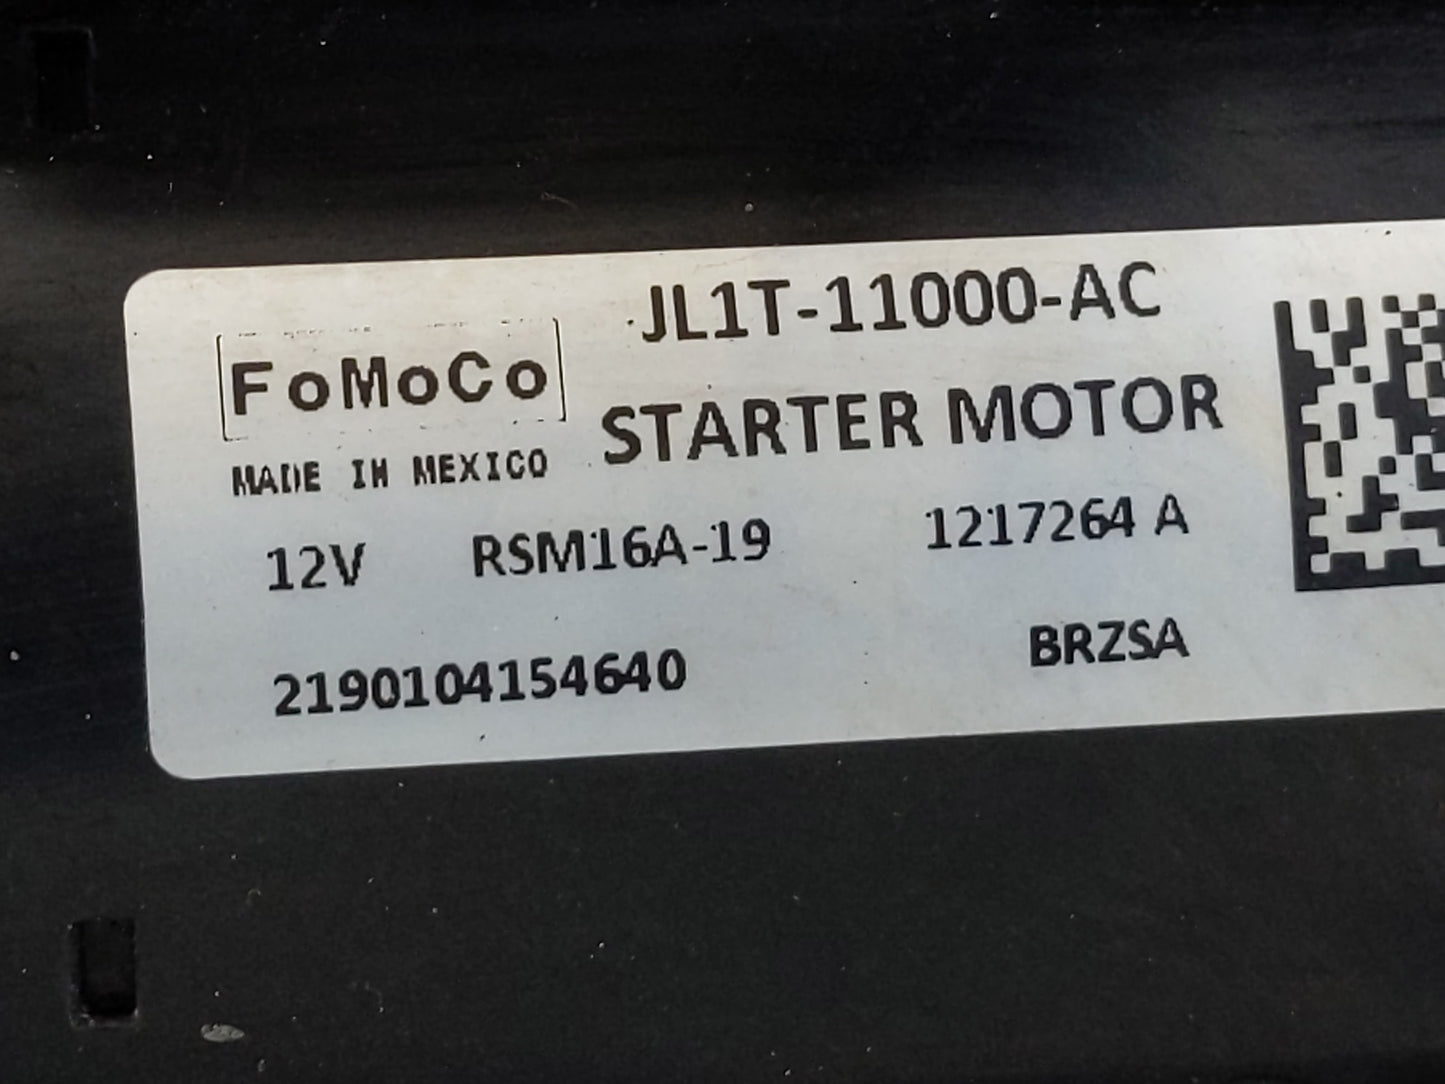 JL1T-11000-AC
FoMoCo
STARTER MOTOR
MADE IN MEXICO
12V RSM16A-19 1217264 A
2190104154640 BRZSA